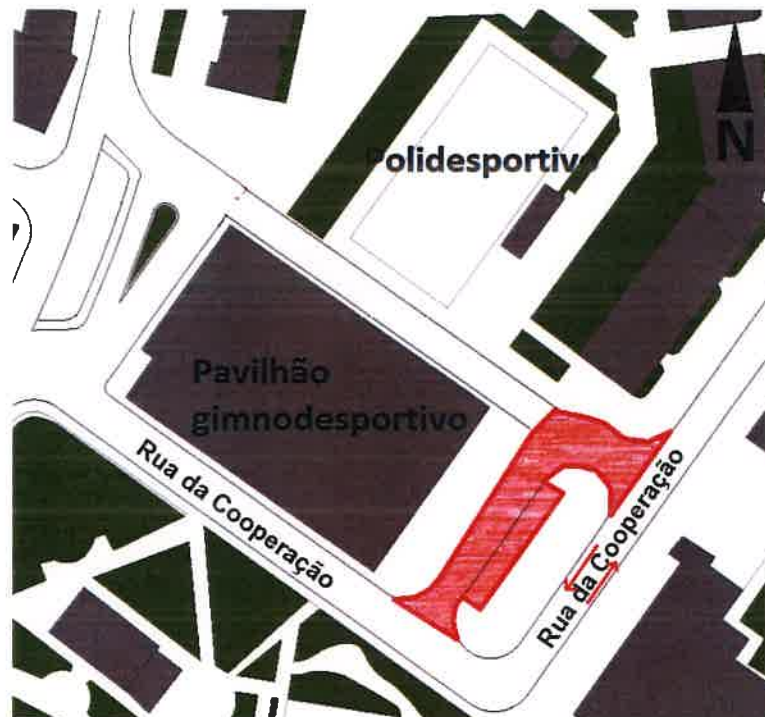 Polidesportivo
N
Pavilhão
gimnodesportivo
Rua da Cooperação
Rua da Cooperação